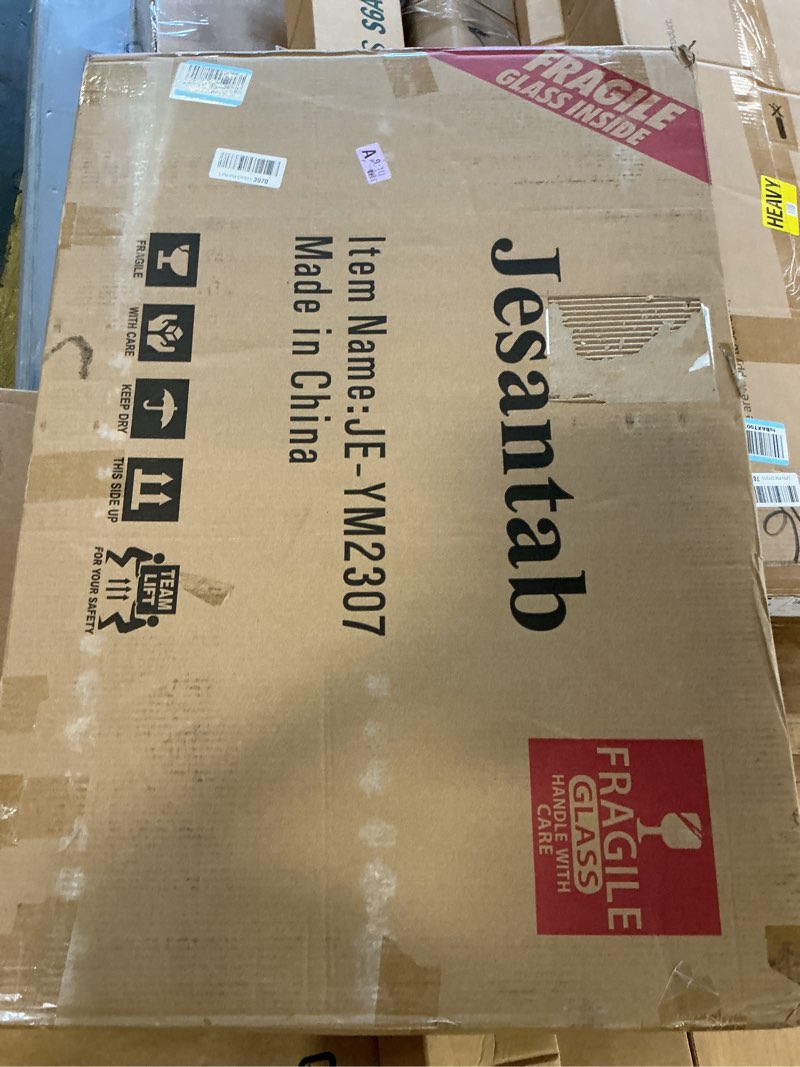 FRAGILE
GLASS INSIDE
Jesantab
Item Name:JE-YM2307
Made in China
FRAGILE
WITH CARE
KEEP DRY
THIS SIDE UP
TEAM
LIFT
FOR YOUR SAFETY
FRAGILE
GLASS
HANDLE WITH
CARE
A
3978
HEAVY